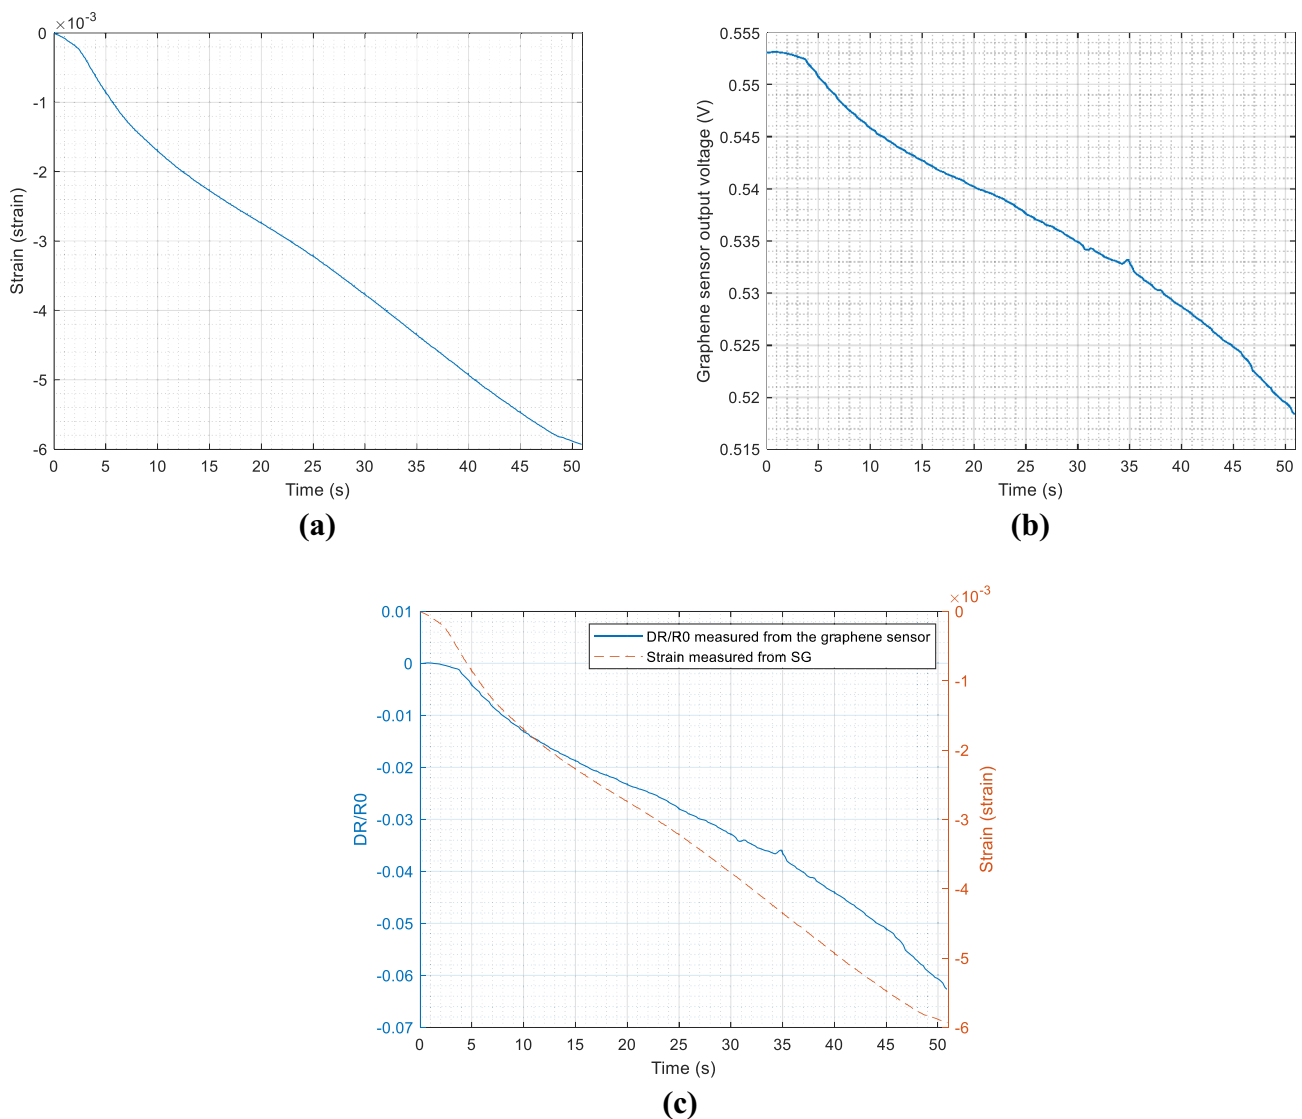 ×10-3
0
-1
-2
-3
-4
-5
-6
Strain (strain)
0 5 10 15 20 25 30 35 40 45 50
Time (s)
(a)
0.555
0.55
0.545
0.54
0.535
0.53
0.525
0.52
0.515
Graphene sensor output voltage (V)
0 5 10 15 20 25 30 35 40 45 50
Time (s)
(b)
0.01
0
-0.01
-0.02
-0.03
-0.04
-0.05
-0.06
-0.07
DR/R0
DR/R0 measured from the graphene sensor
Strain measured from SG
×10-3
0
-1
-2
-3
-4
-5
-6
Strain (strain)
0 5 10 15 20 25 30 35 40 45 50
Time (s)
(c)